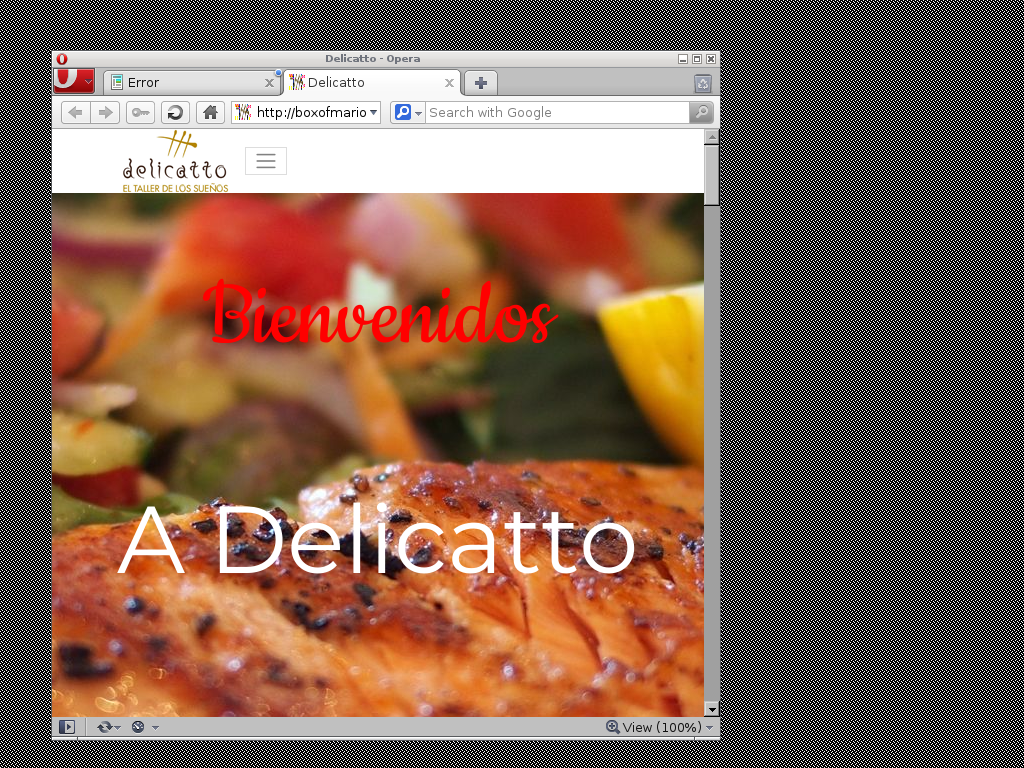 Delicatto - Opera
Error
Delicatto
http://boxofmario
Search with Google
delicatto
EL TALLER DE LOS SUEÑOS
Bienvenidos
A Delicatto
View (100%)